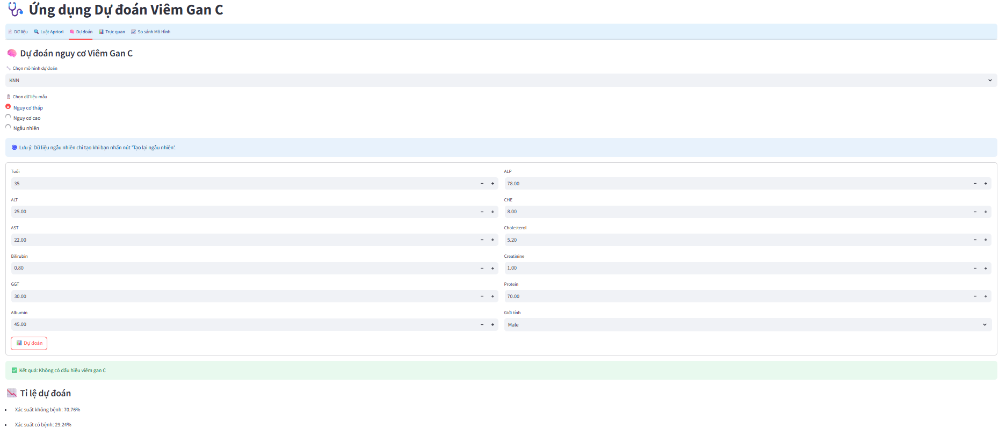 Ứng dụng Dự đoán Viêm Gan C
Dữ liệu Luật Apriori Dự đoán Trực quan So sánh Mô Hình
Dự đoán nguy cơ Viêm Gan C
Chọn mô hình dự đoán
KNN
Chọn dữ liệu mẫu
Nguy cơ thấp
Nguy cơ cao
Ngẫu nhiên
Lưu ý: Dữ liệu ngẫu nhiên chỉ tạo khi bạn nhấn nút 'Tạo lại ngẫu nhiên'.
Tuổi
35
ALP
78.00
ALT
25.00
CHE
8.00
AST
22.00
Cholesterol
5.20
Bilirubin
0.80
Creatinine
1.00
GGT
30.00
Protein
70.00
Albumin
45.00
Giới tính
Male
Dự đoán
Kết quả: Không có dấu hiệu viêm gan C
Tỉ lệ dự đoán
Xác suất không bệnh: 70.76%
Xác suất có bệnh: 29.24%